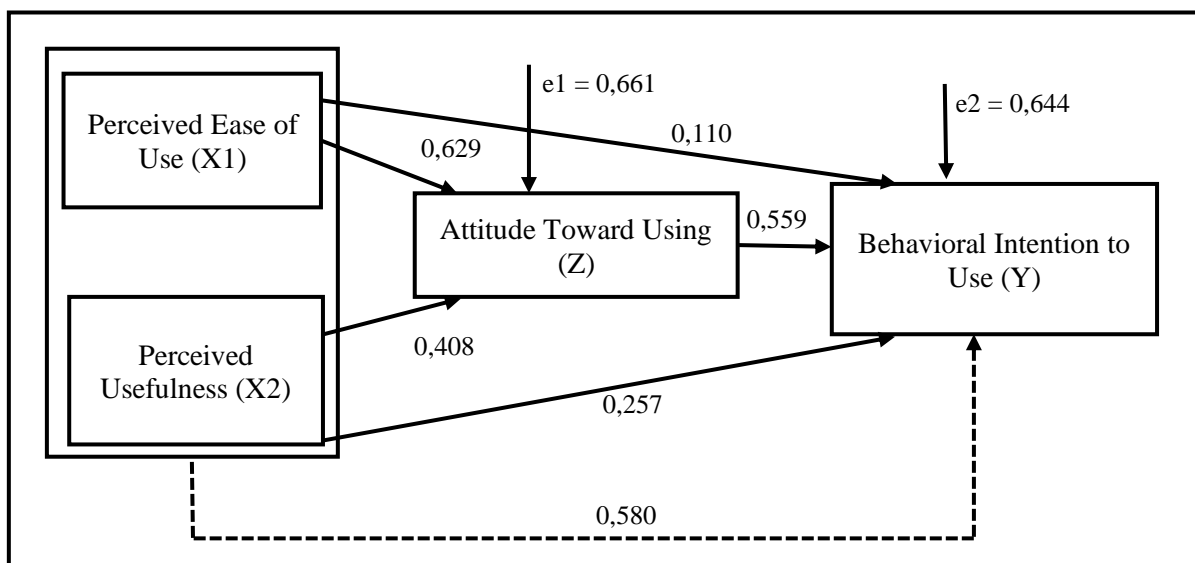 Perceived Ease of
Use (X1)
e1 = 0,661
e2 = 0,644
0,110
0,629
Attitude Toward Using
(Z)
0,559
Behavioral Intention to
Use (Y)
Perceived
Usefulness (X2)
0,408
0,257
0,580